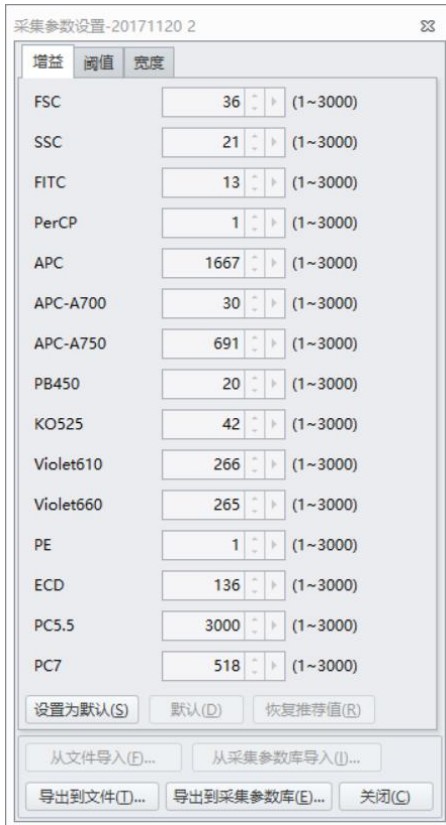 采集参数设置-20171120 2
增益 阈值 宽度
FSC 36 (1~3000)
SSC 21 (1~3000)
FITC 13 (1~3000)
PerCP 1 (1~3000)
APC 1667 (1~3000)
APC-A700 30 (1~3000)
APC-A750 691 (1~3000)
PB450 20 (1~3000)
KO525 42 (1~3000)
Violet610 266 (1~3000)
Violet660 265 (1~3000)
PE 1 (1~3000)
ECD 136 (1~3000)
PC5.5 3000 (1~3000)
PC7 518 (1~3000)
设置为默认(S) 默认(D) 恢复推荐值(R)
从文件导入(F)... 从采集参数库导入(I)...
导出到文件(T)... 导出到采集参数库(E)... 关闭(C)